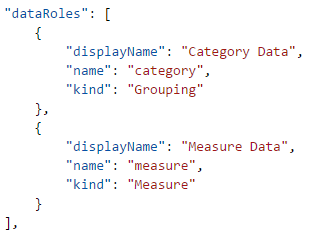 "dataRoles": [
    {
        "displayName": "Category Data",
        "name": "category",
        "kind": "Grouping"
    },
    {
        "displayName": "Measure Data",
        "name": "measure",
        "kind": "Measure"
    }
],